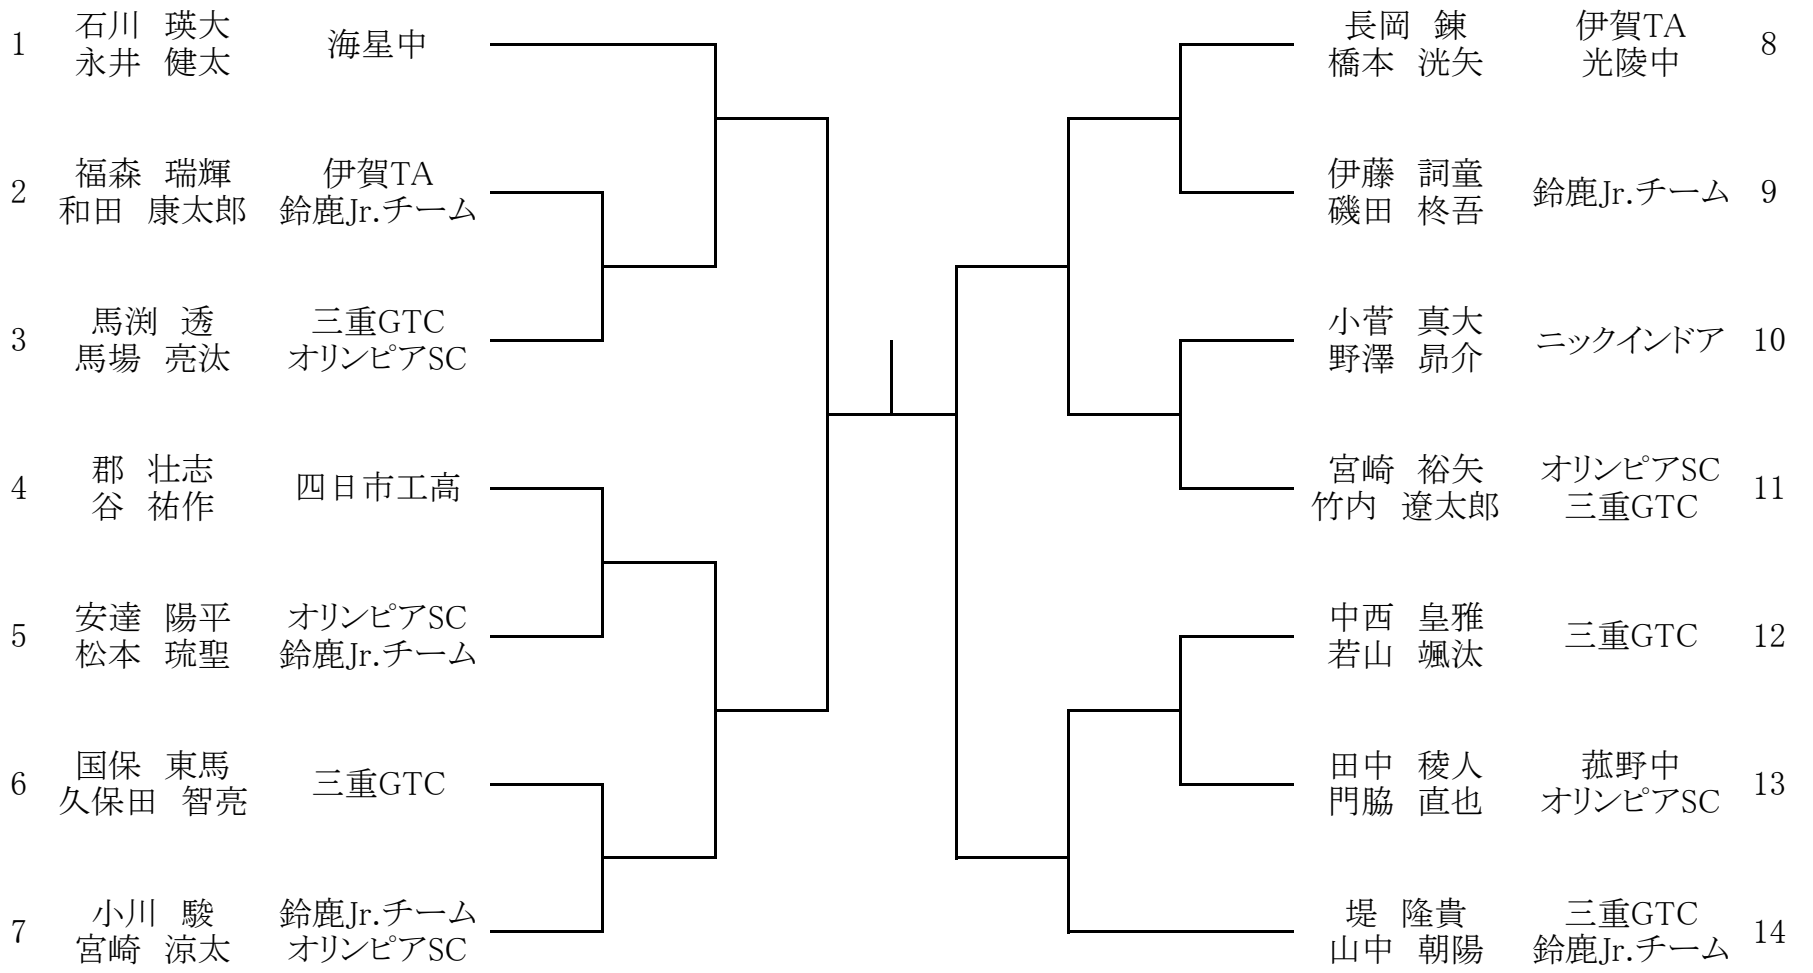 1 石川 瑛大 海星中
永井 健太
2 福森 瑞輝 伊賀TA
和田 康太郎 鈴鹿Jr.チーム
3 馬渕 透 三重GTC
馬場 亮汰 オリンピアSC
4 郡 壮志 四日市工高
谷 祐作
5 安達 陽平 オリンピアSC
松本 琉聖 鈴鹿Jr.チーム
6 国保 東馬 三重GTC
久保田 智亮
7 小川 駿 鈴鹿Jr.チーム
宮崎 涼太 オリンピアSC
長岡 錬 伊賀TA 8
橋本 洸矢 光陵中
伊藤 詞童 鈴鹿Jr.チーム 9
磯田 柊吾
小菅 真大 ニックインドア 10
野澤 昴介
宮崎 裕矢 オリンピアSC 11
竹内 遼太郎 三重GTC
中西 皇雅 三重GTC 12
若山 颯汰
田中 稜人 菰野中 13
門脇 直也 オリンピアSC
堤 隆貴 三重GTC 14
山中 朝陽 鈴鹿Jr.チーム